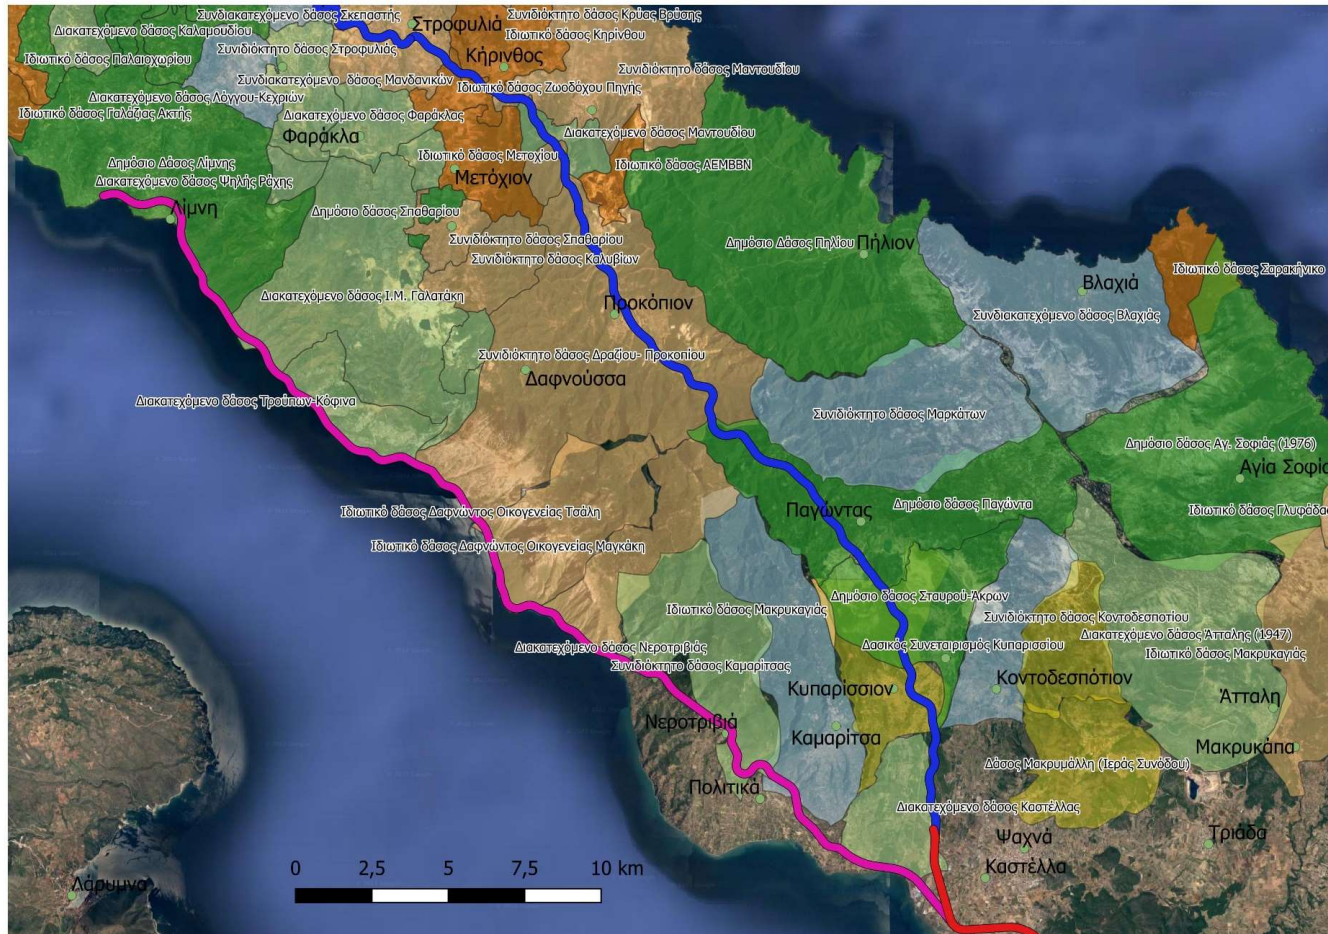 Συνδιακατεχόμενο δάσος Σκεπαστής
Στροφυλιά
Συνιδιόκτητο δάσος Κρύας Βρύσης
Διακατεχόμενο δάσος Καλαμουδίου
Ιδιωτικό δάσος Κηρίνθου
Συνιδιόκτητο δάσος Στροφυλιάς
Κήρινθος
Ιδιωτικό δάσος Παλαιοχωρίου
Συνιδιόκτητο δάσος Μαντουδίου
Συνδιακατεχόμενο δάσος Μανδανικών
Ιδιωτικό δάσος Ζωοδόχου Πηγής
Διακατεχόμενο δάσος Λόγγου-Κεχριών
Ιδιωτικό δάσος Γαλάζιας Ακτής
Διακατεχόμενο δάσος Φαράκλας
Φαράκλα
Διακατεχόμενο δάσος Μαντουδίου
Ιδιωτικό δάσος Μετοχίου
Δημόσιο Δάσος Λίμνης
Ιδιωτικό δάσος ΑΕΜΒΒΝ
Μετόχιον
Διακατεχόμενο δάσος Ψηλής Ράχης
Λίμνη
Δημόσιο δάσος Σπαθαρίου
Συνιδιόκτητο δάσος Σπαθαρίου
Δημόσιο Δάσος Πηλίου
Πήλιον
Συνιδιόκτητο δάσος Καλυβίων
Ιδιωτικό δάσος Σαρακήνικο
Βλαχιά
Διακατεχόμενο δάσος Ι.Μ. Γαλατάκη
Προκόπιον
Συνδιακατεχόμενο δάσος Βλαχιάς
Συνιδιόκτητο δάσος Δραζίου- Προκοπίου
Δαφνούσσα
Διακατεχόμενο δάσος Τρούπων-Κόφινα
Συνιδιόκτητο δάσος Μαρκάτων
Δημόσιο δάσος Αγ. Σοφιάς (1976)
Αγία Σοφία
Δημόσιο δάσος Παγώντα
Παγώντας
Ιδιωτικό δάσος Δαφνώντος Οικογενείας Τσάλη
Ιδιωτικό δάσος Γλυφάδας
Ιδιωτικό δάσος Δαφνώντος Οικογενείας Μαγκάκη
Δημόσιο δάσος Σταυρού-Άκρων
Ιδιωτικό δάσος Μακρυκαγιάς
Συνιδιόκτητο δάσος Κοντοδεσποτίου
Διακατεχόμενο δάσος Άτταλης (1947)
Δασικός Συνεταιρισμός Κυπαρισσίου
Διακατεχόμενο δάσος Νεροτριβιάς
Ιδιωτικό δάσος Μακρυκαγιάς
Συνιδιόκτητο δάσος Καμαρίτσας
Κοντοδεσπότιον
Κυπαρίσσιον
Άτταλη
Νεροτριβιά
Καμαρίτσα
Μακρυκάπα
Δάσος Μακρυμάλλη (Ιεράς Συνόδου)
Πολιτικά
Διακατεχόμενο δάσος Καστέλλας
Ψαχνά
Τριάδα
Καστέλλα
0 2,5 5 7,5 10 km
Λάρυμνα